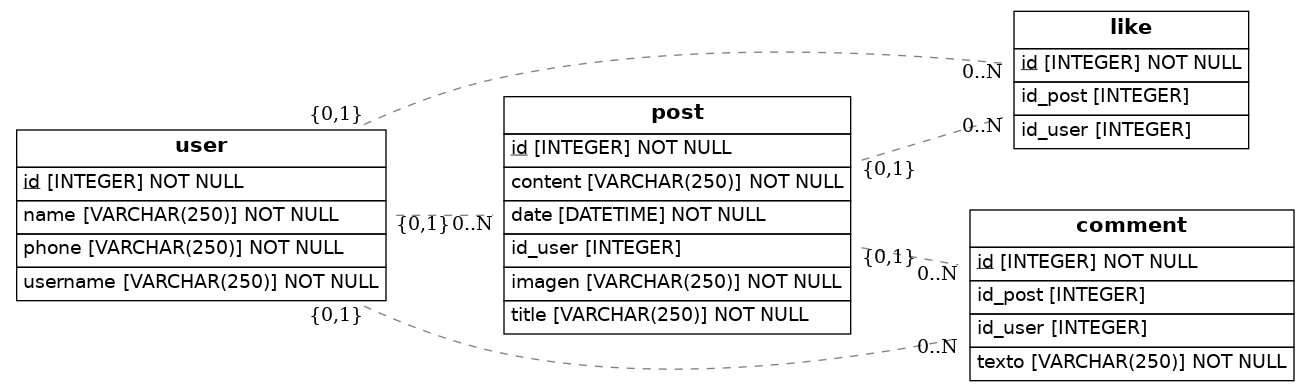 user
id [INTEGER] NOT NULL
name [VARCHAR(250)] NOT NULL
phone [VARCHAR(250)] NOT NULL
username [VARCHAR(250)] NOT NULL
{0,1}
{0,1}
{0,1}
0..N
post
id [INTEGER] NOT NULL
content [VARCHAR(250)] NOT NULL
date [DATETIME] NOT NULL
id_user [INTEGER]
imagen [VARCHAR(250)] NOT NULL
title [VARCHAR(250)] NOT NULL
{0,1}
{0,1}
0..N
0..N
like
id [INTEGER] NOT NULL
id_post [INTEGER]
id_user [INTEGER]
0..N
0..N
comment
id [INTEGER] NOT NULL
id_post [INTEGER]
id_user [INTEGER]
texto [VARCHAR(250)] NOT NULL